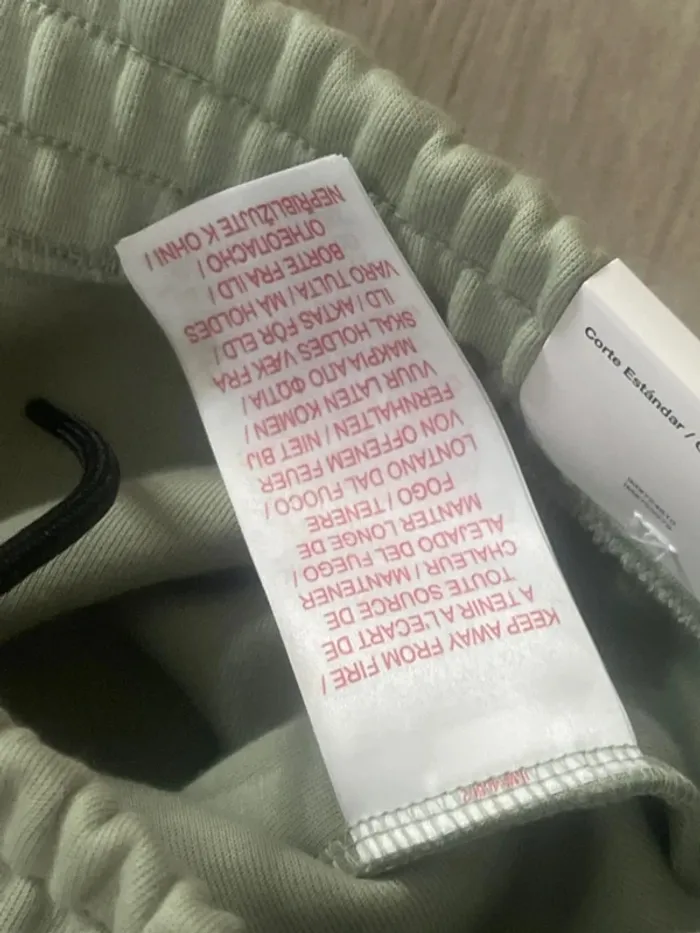 KEEP AWAY FROM FIRE /
A TENIR A L'ECART DE
TOUTE SOURCE DE
CHALEUR / MANTENER
ALEJADO DEL FUEGO /
MANTER LONGE DE
FOGO / TENERE
LONTANO DAL FUOCO /
VON OFFENEM FEUER
FERNHALTEN / NIET BIJ
VUUR LATEN KOMEN /
ΜΑΚΡΙΑ ΑΠΟ ΦΩΤΙΑ /
SKAL HOLDES VÆK FRA
ILD / AKTAS FÖR ELD /
VARO TULTA / MÅ HOLDES
BORTE FRA ILD /
ОГНЕОПАСНО /
NEPŘIBLIŽUJTE K OHNI /
Corte Estándar /